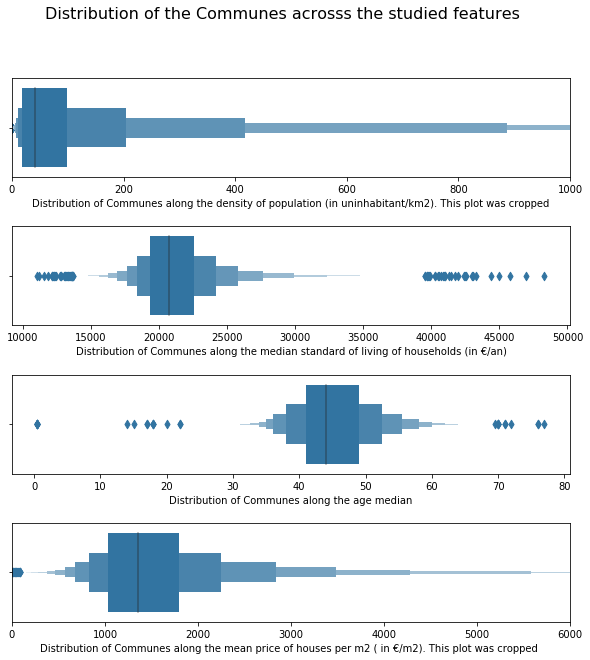 Distribution of the Communes acrosss the studied features
0 200 400 600 800 1000
Distribution of Communes along the density of population (in uninhabitant/km2). This plot was cropped
10000 15000 20000 25000 30000 35000 40000 45000 50000
Distribution of Communes along the median standard of living of households (in €/an)
0 10 20 30 40 50 60 70 80
Distribution of Communes along the age median
0 1000 2000 3000 4000 5000 6000
Distribution of Communes along the mean price of houses per m2 ( in €/m2). This plot was cropped